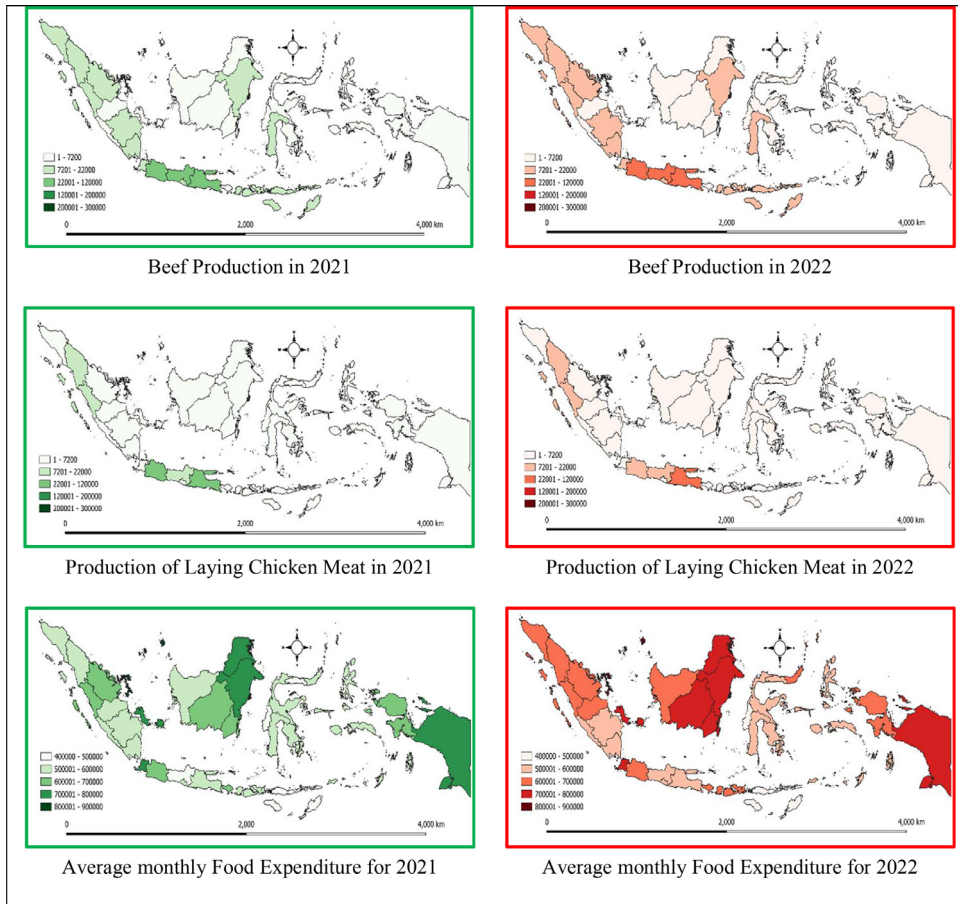 1 - 7200
7201 - 22000
22001 - 120000
120001 - 200000
200001 - 300000
0
2,000
4,000 km
Beef Production in 2021
1 - 7200
7201 - 22000
22001 - 120000
120001 - 200000
200001 - 300000
0
2,000
4,000 km
Beef Production in 2022
1 - 7200
7201 - 22000
22001 - 120000
120001 - 200000
200001 - 300000
0
2,000
4,000 km
Production of Laying Chicken Meat in 2021
1 - 7200
7201 - 22000
22001 - 120000
120001 - 200000
200001 - 300000
0
2,000
4,000 km
Production of Laying Chicken Meat in 2022
400000 - 500000
500001 - 600000
600001 - 700000
700001 - 800000
800001 - 900000
0
2,000
4,000 km
Average monthly Food Expenditure for 2021
400000 - 500000
500001 - 600000
600001 - 700000
700001 - 800000
800001 - 900000
0
2,000
4,000 km
Average monthly Food Expenditure for 2022